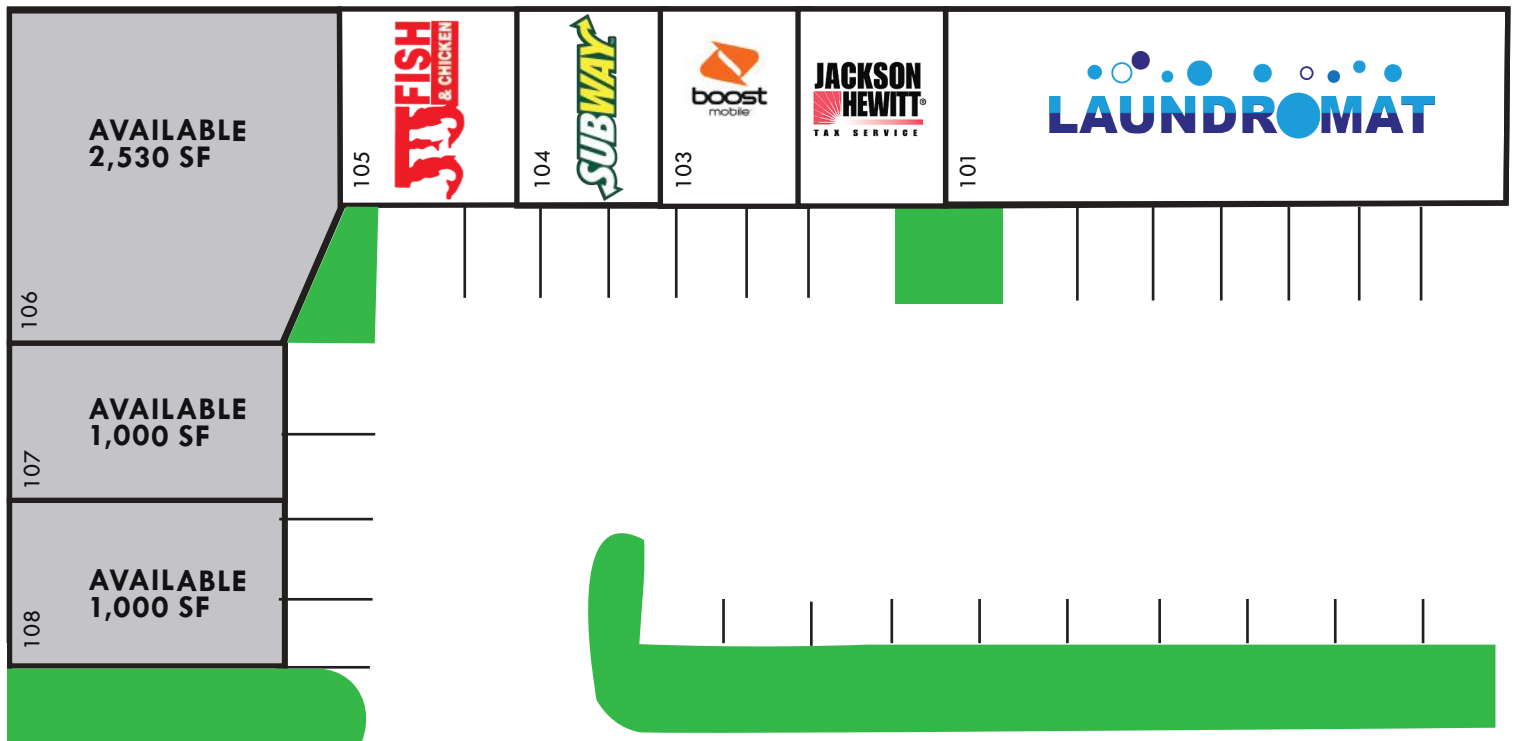 AVAILABLE
2,530 SF
106
105
JJ FISH
& CHICKEN
104
SUBWAY
103
boost
mobile
JACKSON
HEWITT®
TAX SERVICE
101
LAUNDROMAT
AVAILABLE
1,000 SF
107
AVAILABLE
1,000 SF
108